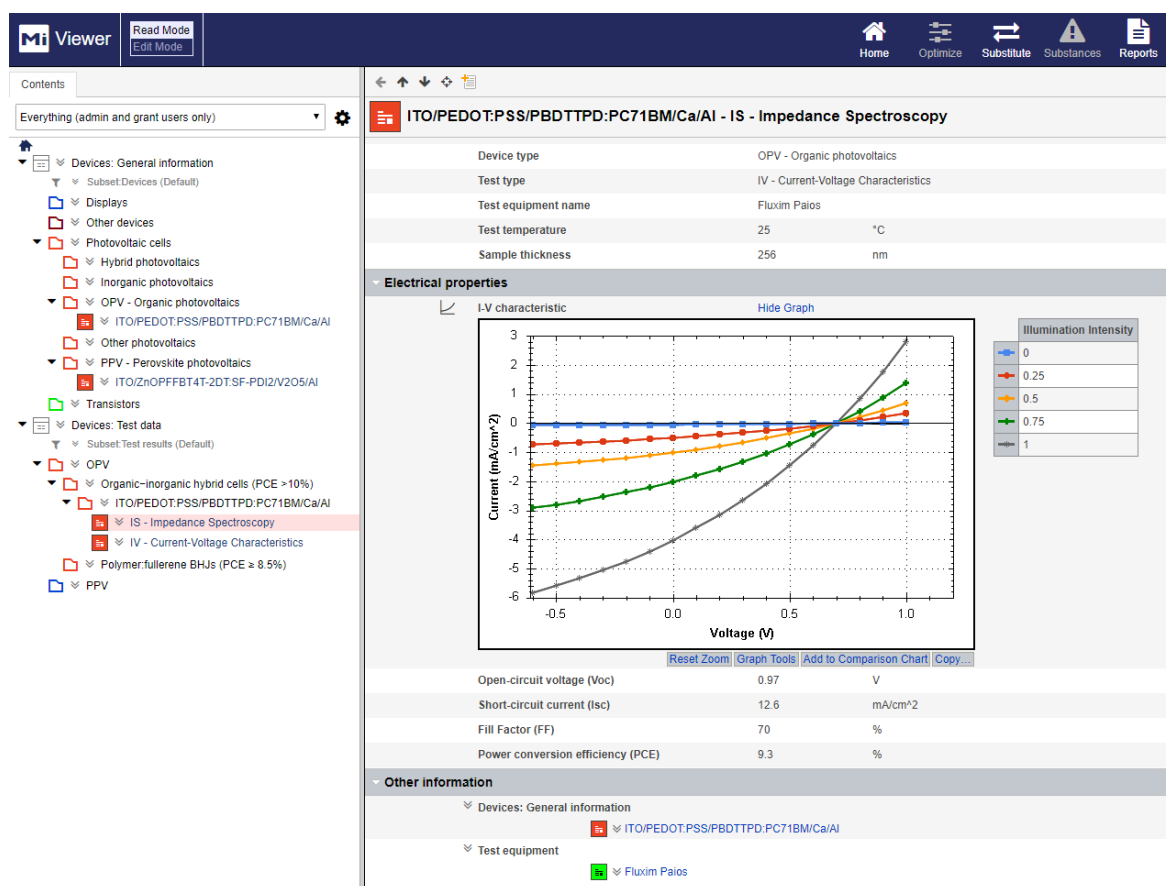 Mi Viewer
Read Mode
Edit Mode
Home
Optimize
Substitute
Substances
Reports
Contents
Everything (admin and grant users only)
Devices: General information
Subset:Devices (Default)
Displays
Other devices
Photovoltaic cells
Hybrid photovoltaics
Inorganic photovoltaics
OPV - Organic photovoltaics
ITO/PEDOT:PSS/PBDTTPD:PC71BM/Ca/Al
Other photovoltaics
PPV - Perovskite photovoltaics
ITO/ZnOPFFBT4T-2DT:SF-PDI2/V2O5/Al
Transistors
Devices: Test data
Subset:Test results (Default)
OPV
Organic–inorganic hybrid cells (PCE >10%)
ITO/PEDOT:PSS/PBDTTPD:PC71BM/Ca/Al
IS - Impedance Spectroscopy
IV - Current-Voltage Characteristics
Polymer:fullerene BHJs (PCE ≥ 8.5%)
PPV
ITO/PEDOT:PSS/PBDTTPD:PC71BM/Ca/Al - IS - Impedance Spectroscopy
Device type OPV - Organic photovoltaics
Test type IV - Current-Voltage Characteristics
Test equipment name Fluxim Paios
Test temperature 25 °C
Sample thickness 256 nm
Electrical properties
I-V characteristic Hide Graph
3
2
1
0
-1
-2
-3
-4
-5
-6
Current (mA/cm^2)
-0.5 0.0 0.5 1.0
Voltage (V)
Illumination Intensity
0
0.25
0.5
0.75
1
Reset Zoom Graph Tools Add to Comparison Chart Copy...
Open-circuit voltage (Voc) 0.97 V
Short-circuit current (Isc) 12.6 mA/cm^2
Fill Factor (FF) 70 %
Power conversion efficiency (PCE) 9.3 %
Other information
Devices: General information
ITO/PEDOT:PSS/PBDTTPD:PC71BM/Ca/Al
Test equipment
Fluxim Paios